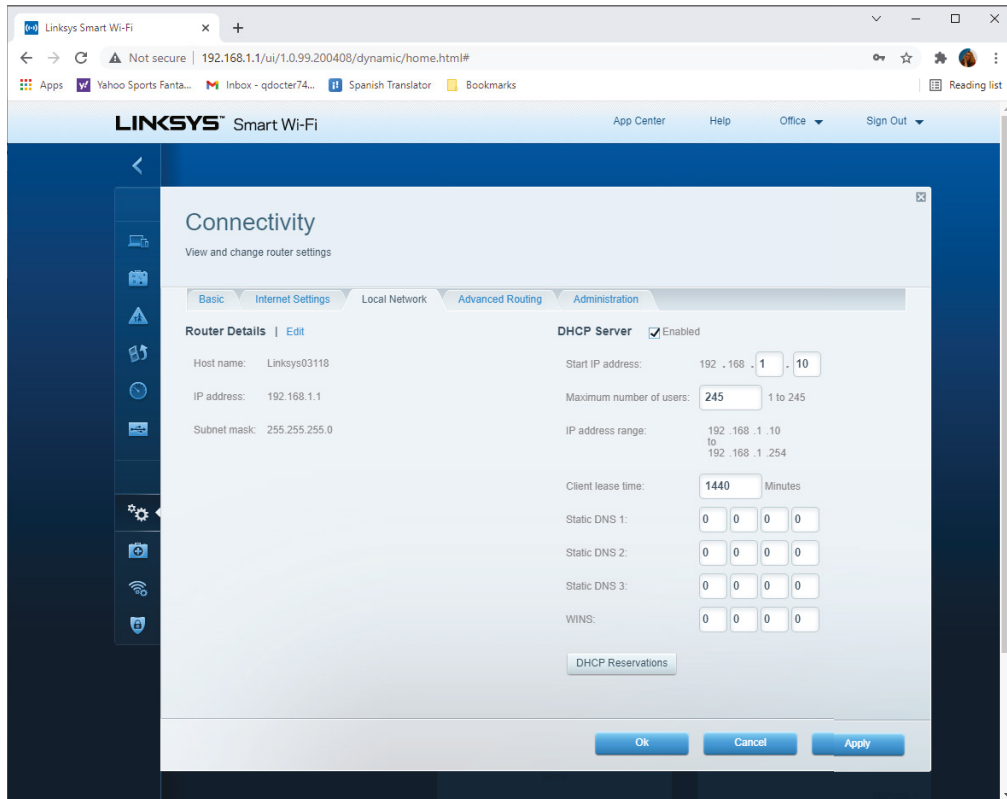 Linksys Smart Wi-Fi
Not secure | 192.168.1.1/ui/1.0.99.200408/dynamic/home.html#
Apps Yahoo Sports Fanta... Inbox - qdocter74... Spanish Translator Bookmarks Reading list
LINKSYS Smart Wi-Fi App Center Help Office Sign Out
Connectivity
View and change router settings
Basic Internet Settings Local Network Advanced Routing Administration
Router Details | Edit
Host name: Linksys03118
IP address: 192.168.1.1
Subnet mask: 255.255.255.0
DHCP Server Enabled
Start IP address: 192 . 168 . 1 . 10
Maximum number of users: 245 1 to 245
IP address range: 192 .168 .1 .10
to
192 .168 .1 .254
Client lease time: 1440 Minutes
Static DNS 1: 0 0 0 0
Static DNS 2: 0 0 0 0
Static DNS 3: 0 0 0 0
WINS: 0 0 0 0
DHCP Reservations
Ok Cancel Apply